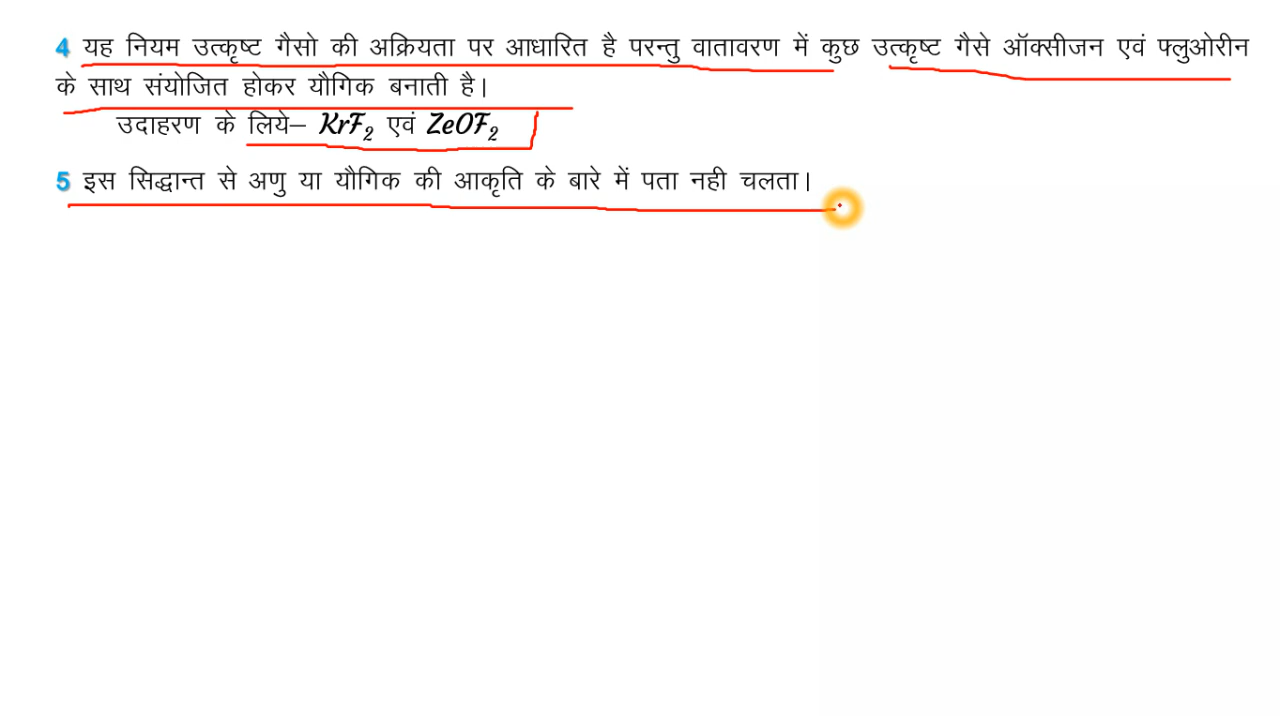 4 यह नियम उत्कृष्ट गैसो की अक्रियता पर आधारित है परन्तु वातावरण में कुछ उत्कृष्ट गैसे ऑक्सीजन एवं फ्लुओरीन
के साथ संयोजित होकर यौगिक बनाती है।
उदाहरण के लिये– KrF₂ एवं ZeOF₂
5 इस सिद्धान्त से अणु या यौगिक की आकृति के बारे में पता नही चलता।